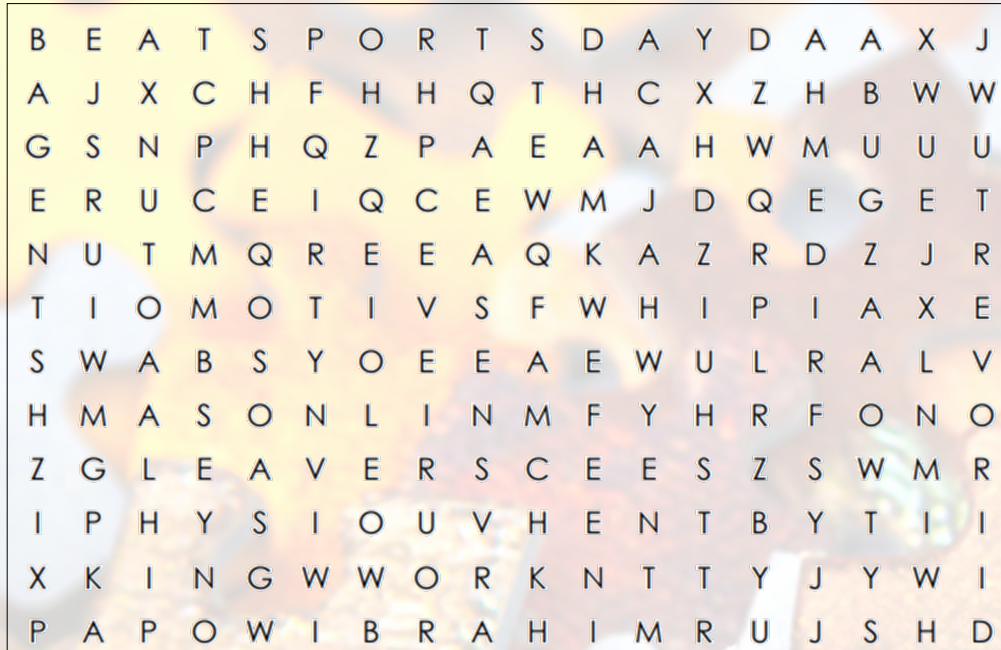 B E A T S P O R T S D A Y D A A X J
A J X C H F H H Q T H C X Z H B W W
G S N P H Q Z P A E A A H W M U U U
E R U C E I Q C E W M J D Q E G E T
N U T M Q R E E A Q K A Z R D Z J R
T I O M O T I V S F W H I P I A X E
S W A B S Y O E E A E W U L R A L V
H M A S O N L I N M F Y H R F O N O
Z G L E A V E R S C E E S Z S W M R
I P H Y S I O U V H E N T B Y T I I
X K I N G W W O R K N T T Y J Y W I
P A P O W I B R A H I M R U J S H D